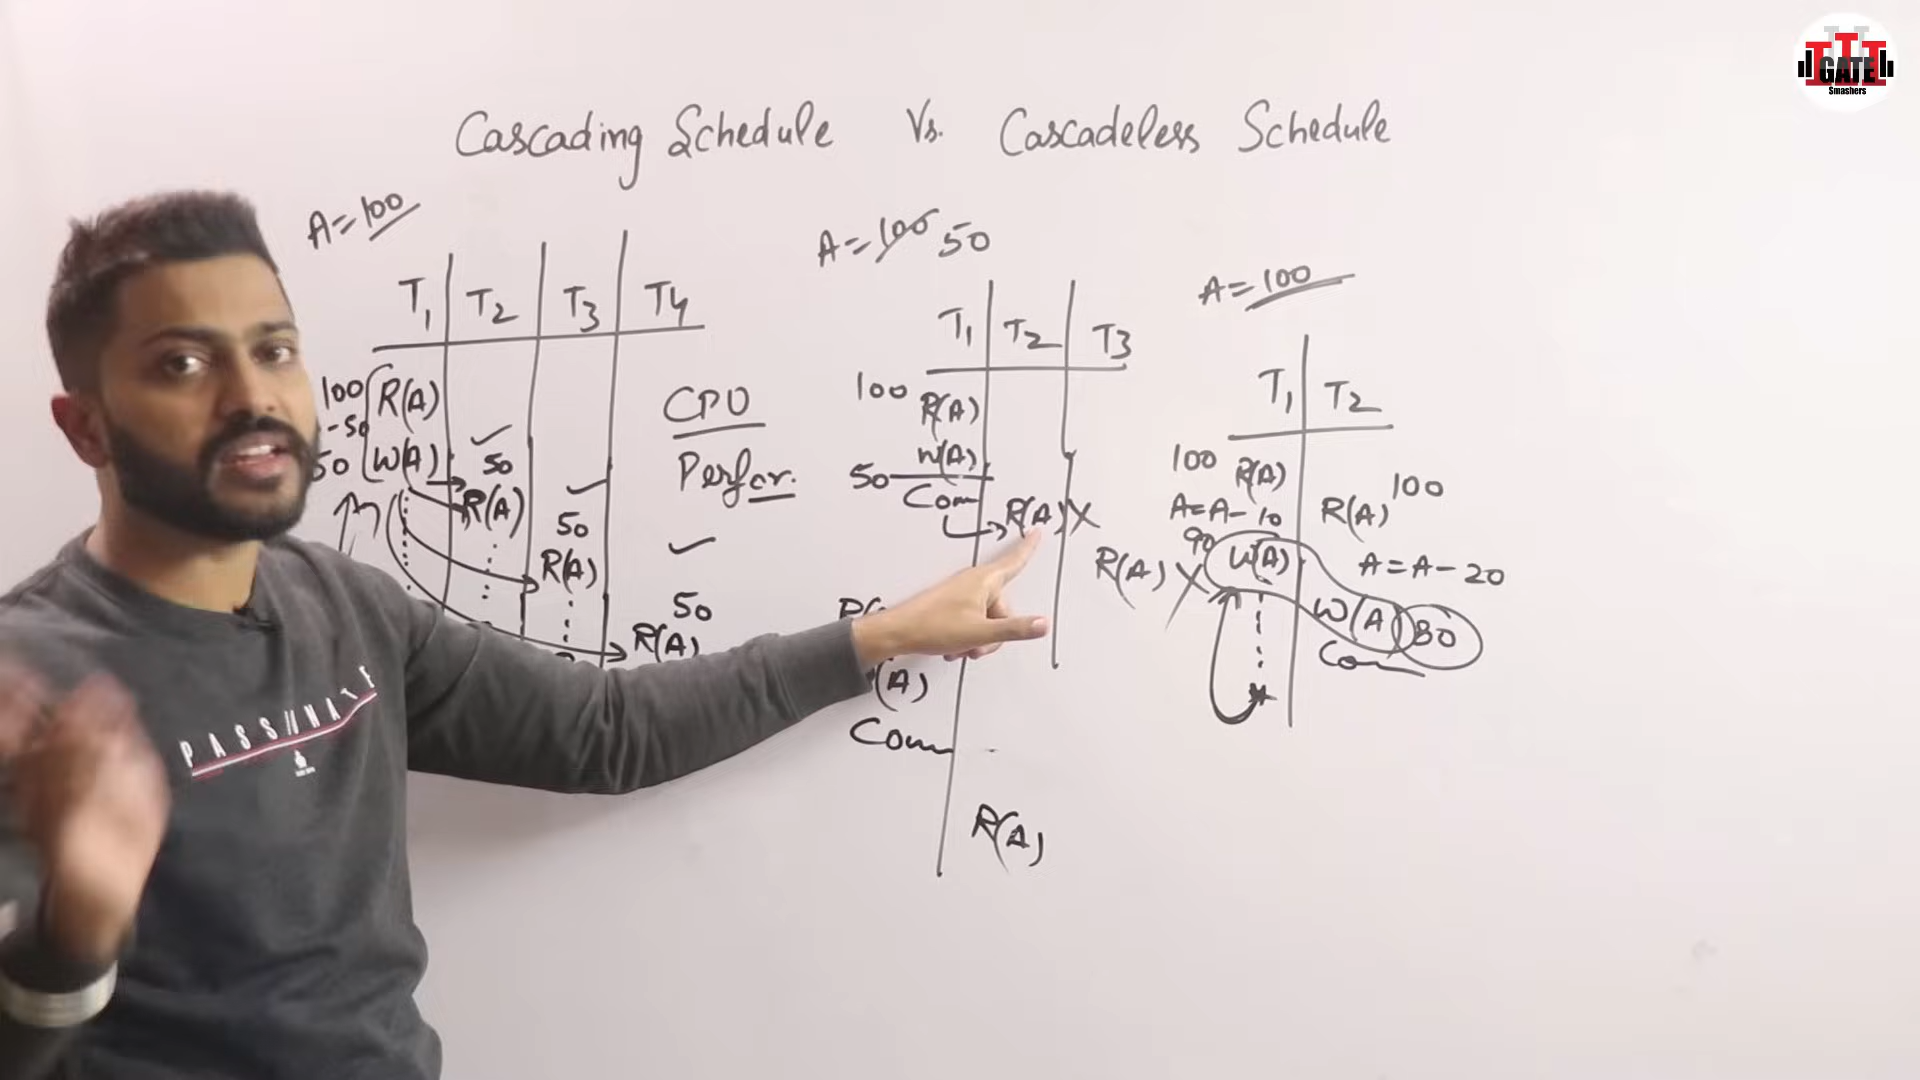 Cascading Schedule Vs. Cascadeless Schedule
A=100
T1 T2 T3 T4
100 R(A)
-50
50 W(A)
50
R(A)
50
R(A)
50
R(A)
CPU
Perfor.
A=100 50
T1 T2 T3
100 R(A)
W(A)
50
Com
R(A) X
(A)
Com
R(A)
A=100
T1 T2
100 R(A)
R(A) 100
A=A-10
90 W(A)
A=A-20
R(A) X
W(A) 80
Com
PASSIONATE
GATE
Smashers